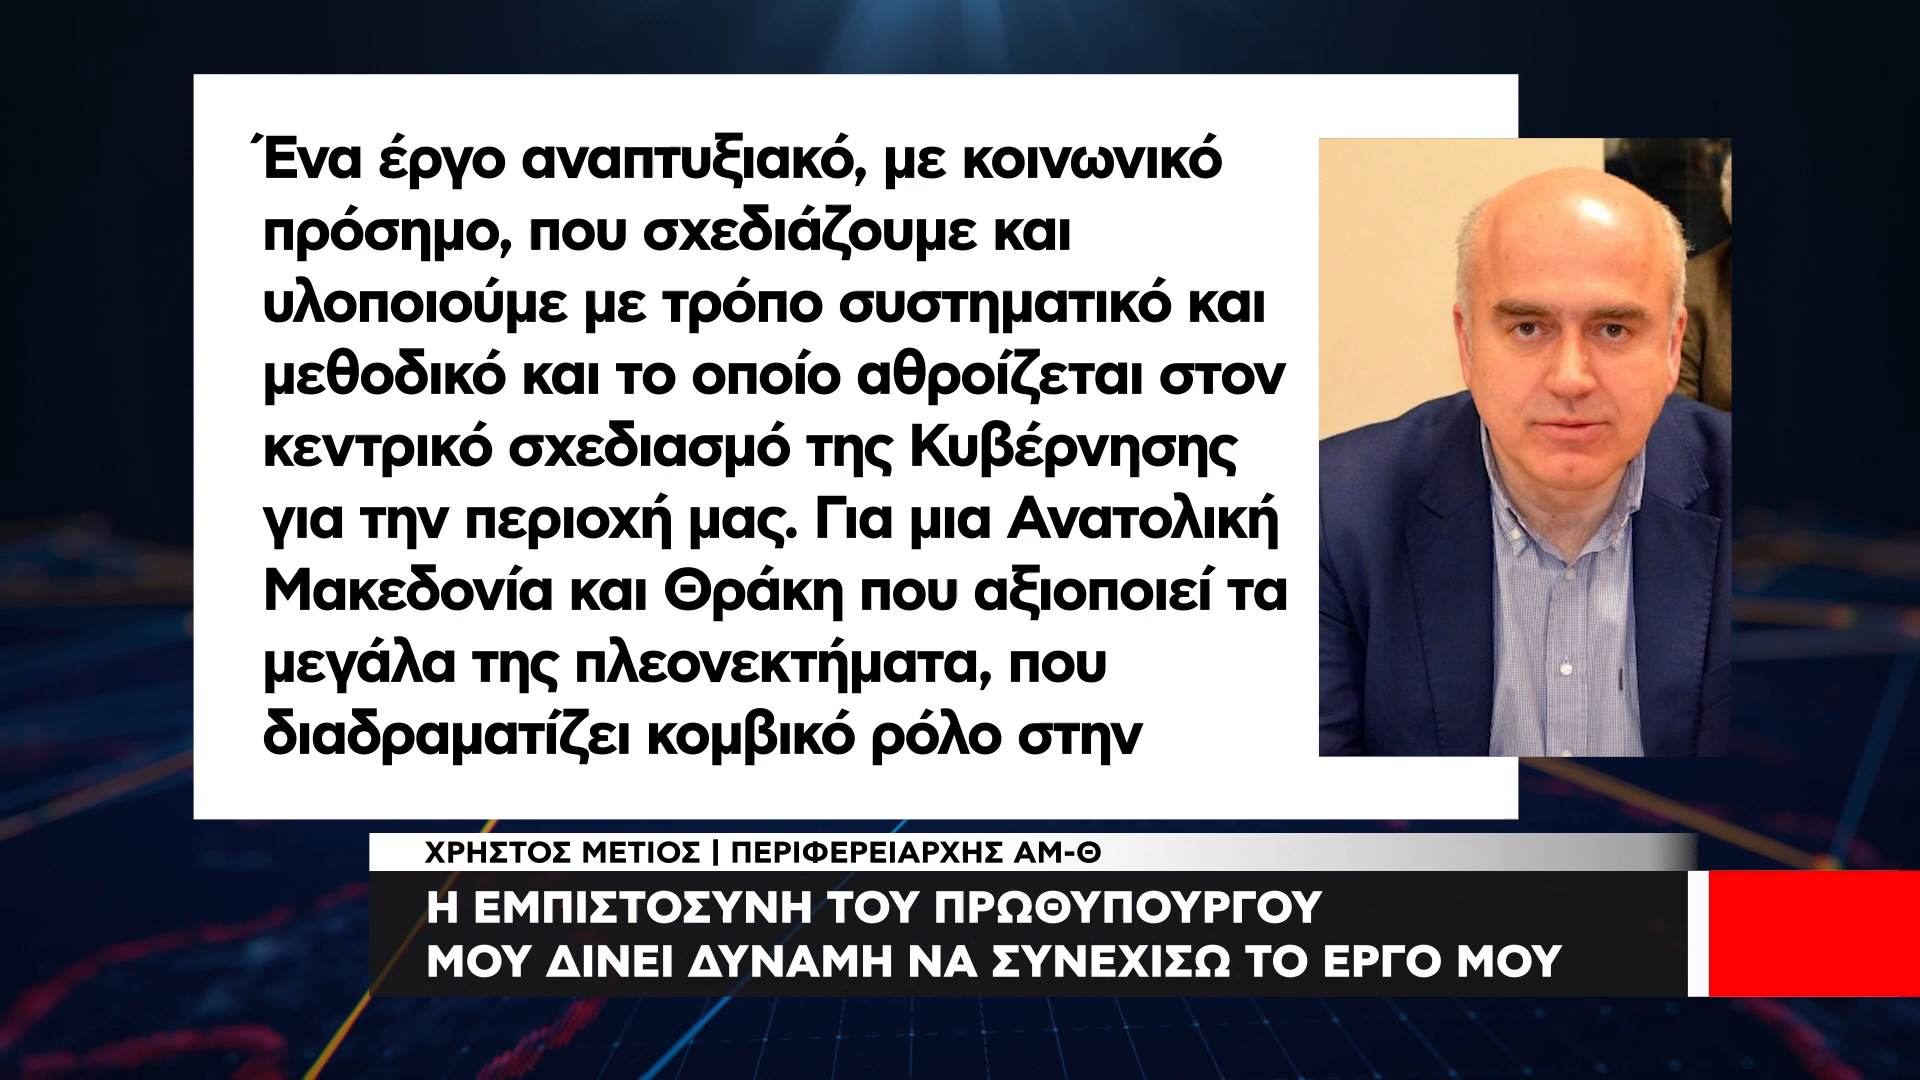 Ένα έργο αναπτυξιακό, με κοινωνικό
πρόσημο, που σχεδιάζουμε και
υλοποιούμε με τρόπο συστηματικό και
μεθοδικό και το οποίο αθροίζεται στον
κεντρικό σχεδιασμό της Κυβέρνησης
για την περιοχή μας. Για μια Ανατολική
Μακεδονία και Θράκη που αξιοποιεί τα
μεγάλα της πλεονεκτήματα, που
διαδραματίζει κομβικό ρόλο στην
ΧΡΗΣΤΟΣ ΜΕΤΙΟΣ | ΠΕΡΙΦΕΡΕΙΑΡΧΗΣ ΑΜ-Θ
Η ΕΜΠΙΣΤΟΣΥΝΗ ΤΟΥ ΠΡΩΘΥΠΟΥΡΓΟΥ
ΜΟΥ ΔΙΝΕΙ ΔΥΝΑΜΗ ΝΑ ΣΥΝΕΧΙΣΩ ΤΟ ΕΡΓΟ ΜΟΥ